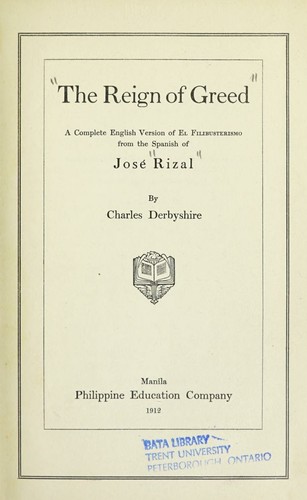 "The Reign of Greed"
A Complete English Version of EL FILIBUSTERISMO
from the Spanish of
José "Rizal"
By
Charles Derbyshire
Manila
Philippine Education Company
1912
DATA LIBRARY
TRENT UNIVERSITY
PETERBOROUGH, ONTARIO